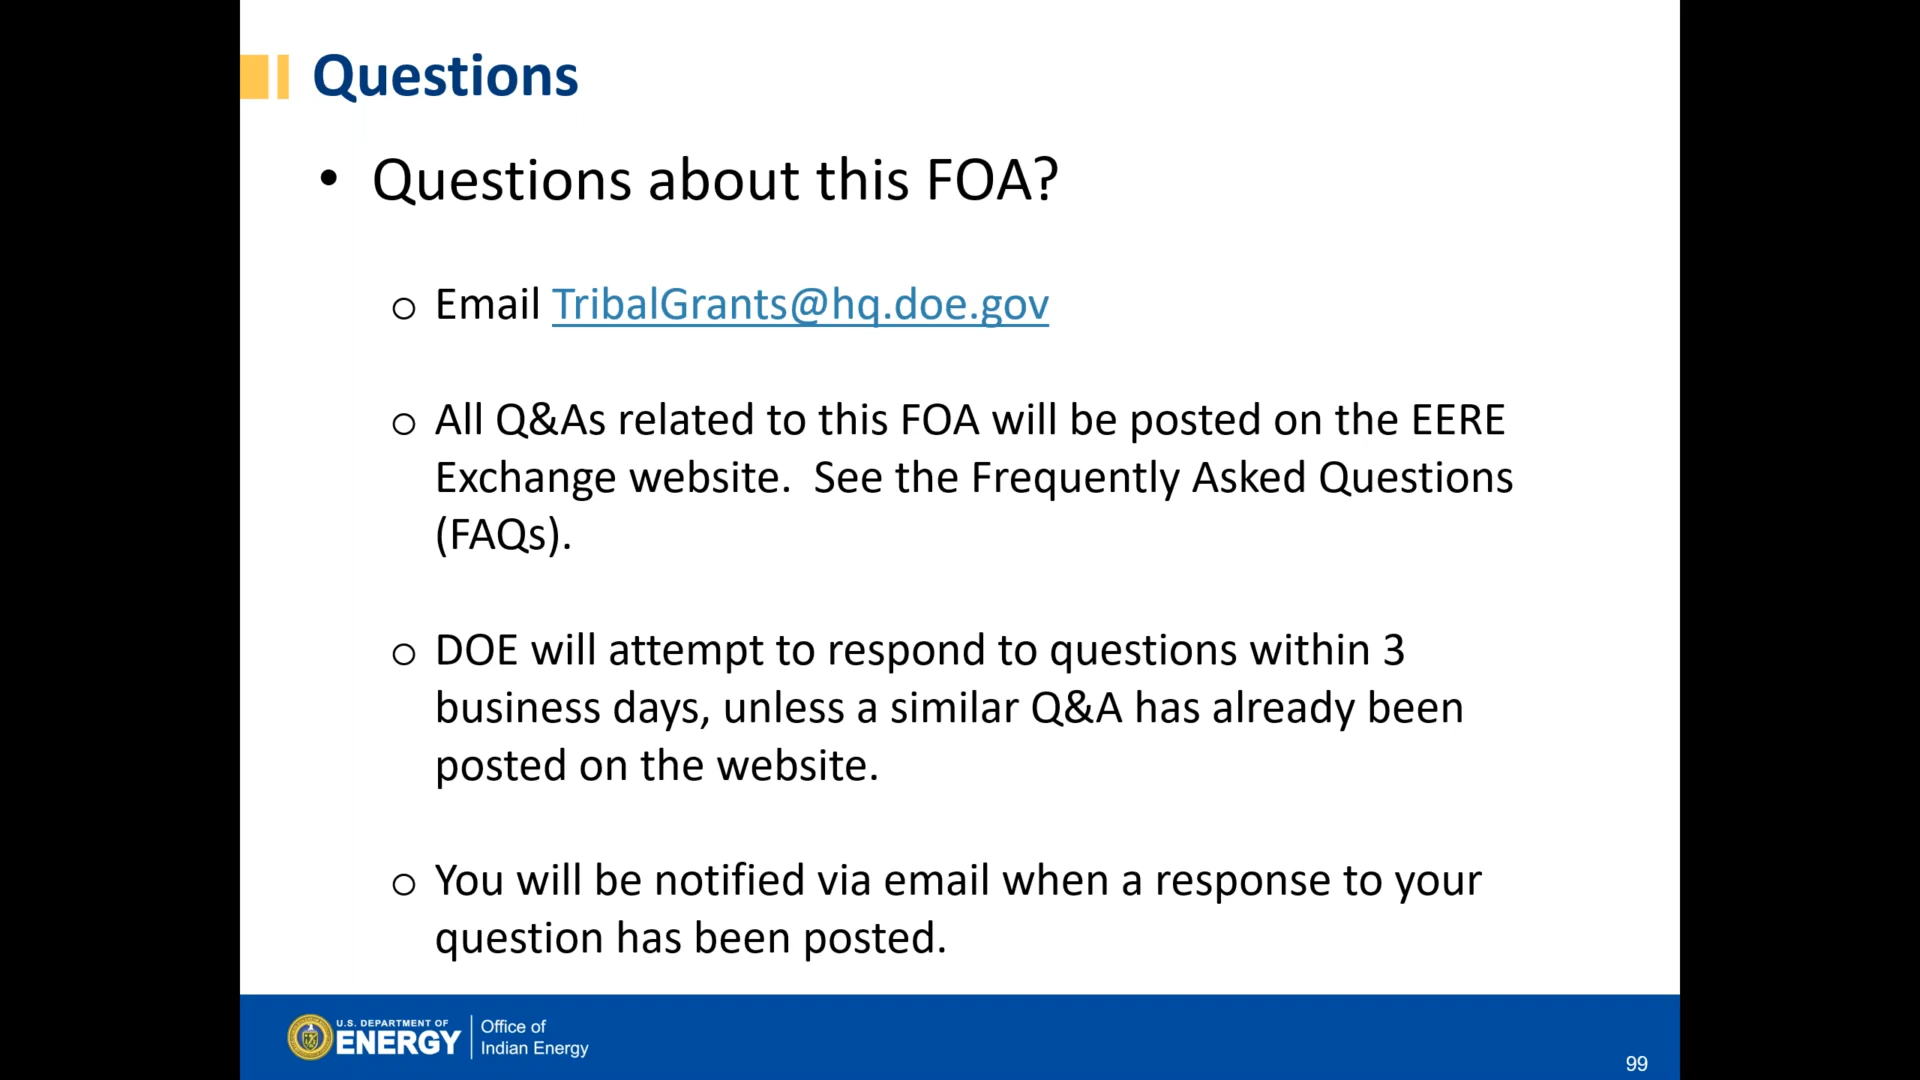 Questions
• Questions about this FOA?
o Email TribalGrants@hq.doe.gov
o All Q&As related to this FOA will be posted on the EERE
Exchange website.  See the Frequently Asked Questions
(FAQs).
o DOE will attempt to respond to questions within 3
business days, unless a similar Q&A has already been
posted on the website.
o You will be notified via email when a response to your
question has been posted.
U.S. DEPARTMENT OF
ENERGY
Office of
Indian Energy
99